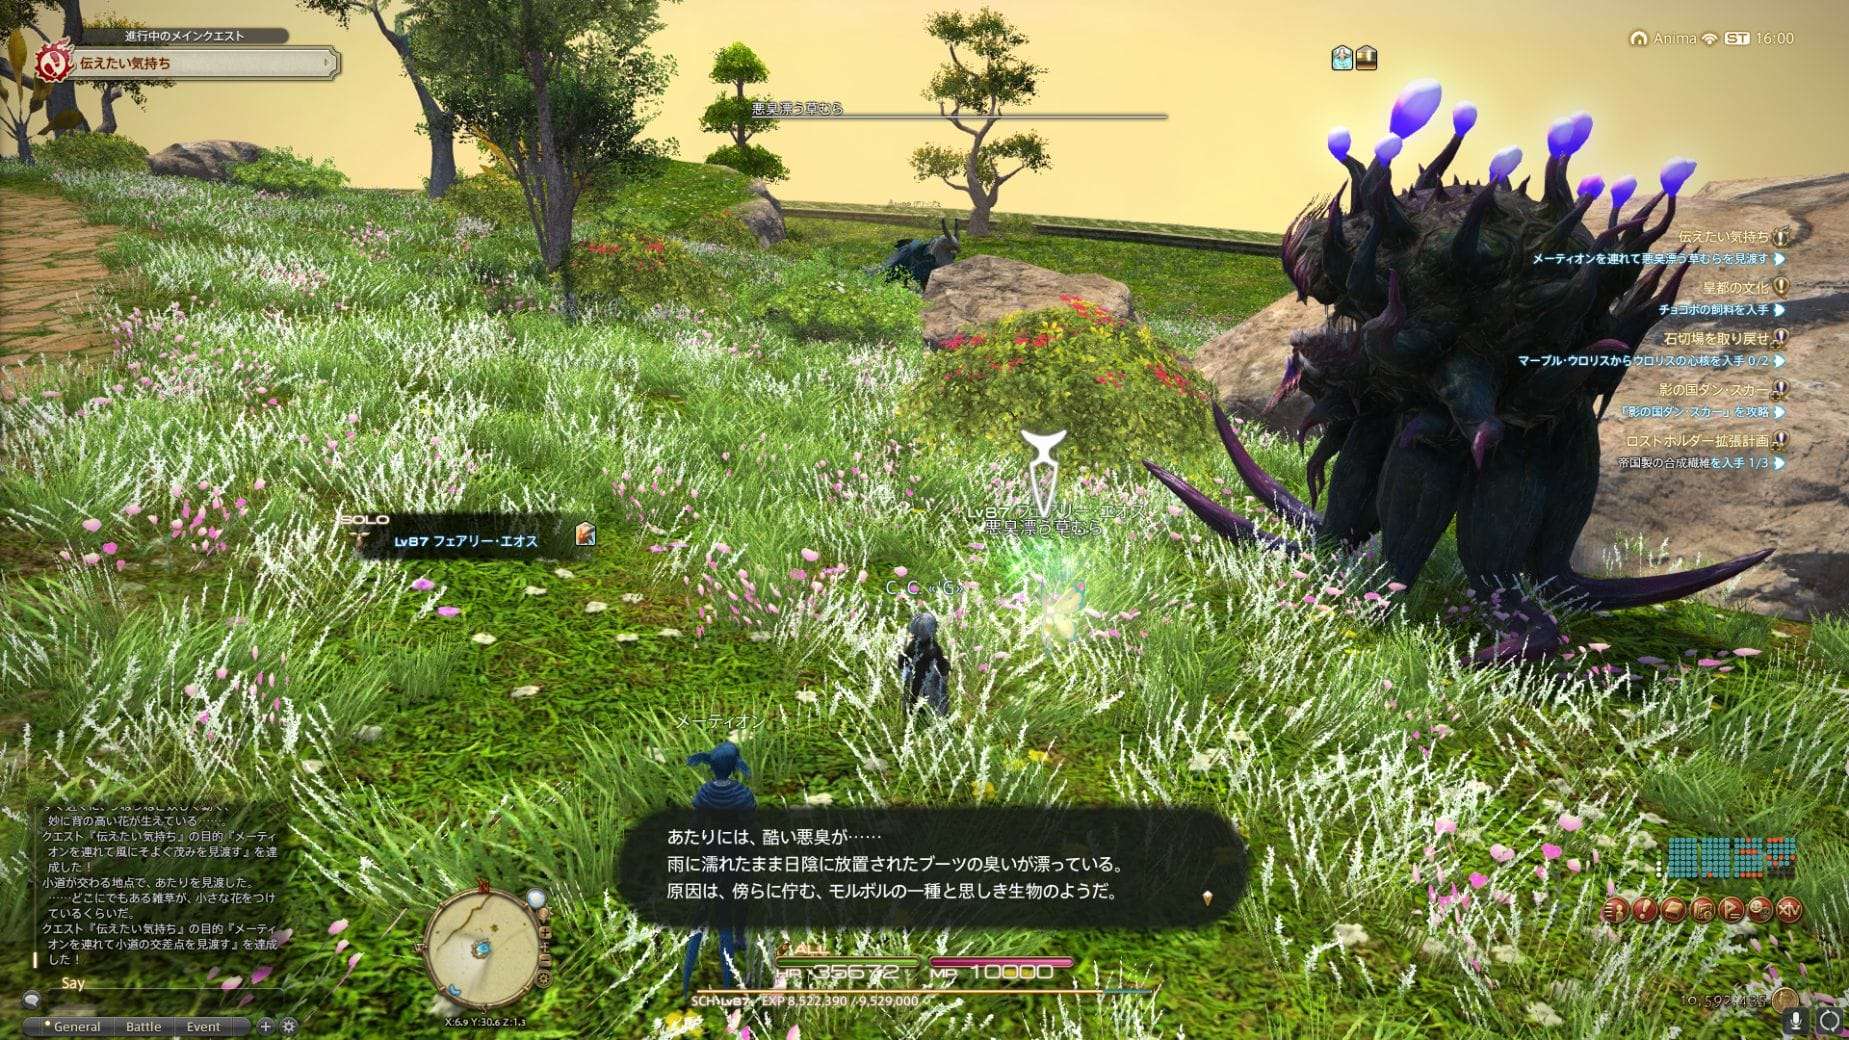 進行中のメインクエスト
伝えたい気持ち
Anima ST 16:00
悪臭漂う草むら
伝えたい気持ち
メーティオンを連れて悪臭漂う草むらを見渡す
皇都の文化
チョコボの飼料を入手
石切場を取り戻せ
マーブル・ウロリスからウロリスの心核を入手 0/2
影の国ダン・スカー
「影の国ダン・スカー」を攻略
ロストホルダー拡張計画
帝国製の合成繊維を入手 1/3
SOLO
Lv87 フェアリー・エオス
Lv87 フェアリー・エオス
悪臭漂う草むら
メーティオン
妙に背の高い花が生えている……。
クエスト『伝えたい気持ち』の目的『メーティ
オンを連れて風にそよぐ茂みを見渡す』を達
成した！
小道が交わる地点で、あたりを見渡した。
……どこにでもある雑草が、小さな花をつけ
ているくらいだ。
クエスト『伝えたい気持ち』の目的『メーティ
オンを連れて小道の交差点を見渡す』を達成
した！
Say
General Battle Event
あたりには、酷い悪臭が……
雨に濡れたまま日陰に放置されたブーツの臭いが漂っている。
原因は、傍らに佇む、モルボルの一種と思しき生物のようだ。
ALL
HP 35672 MP 10000
SCH Lv87 EXP 8,522,390 / 9,529,000
X:6.9 Y:30.6 Z:1.3
XIV